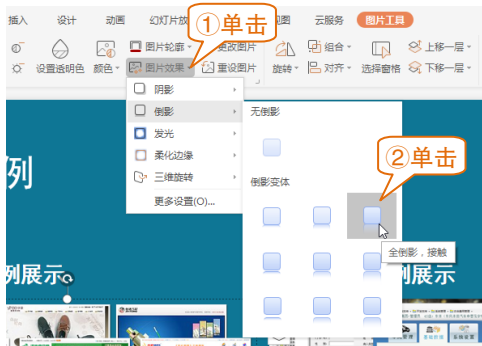 插入 设计 动画 幻灯片放 视图 云服务 图片工具
①单击
图片轮廓 更改图片 组合 上移一层
设置透明色 颜色 图片效果 重设图片 旋转 对齐 选择窗格 下移一层
阴影
倒影 无倒影
发光
柔化边缘
②单击
三维旋转 倒影变体
更多设置(O)...
例
全倒影，接触
例展示 例展示